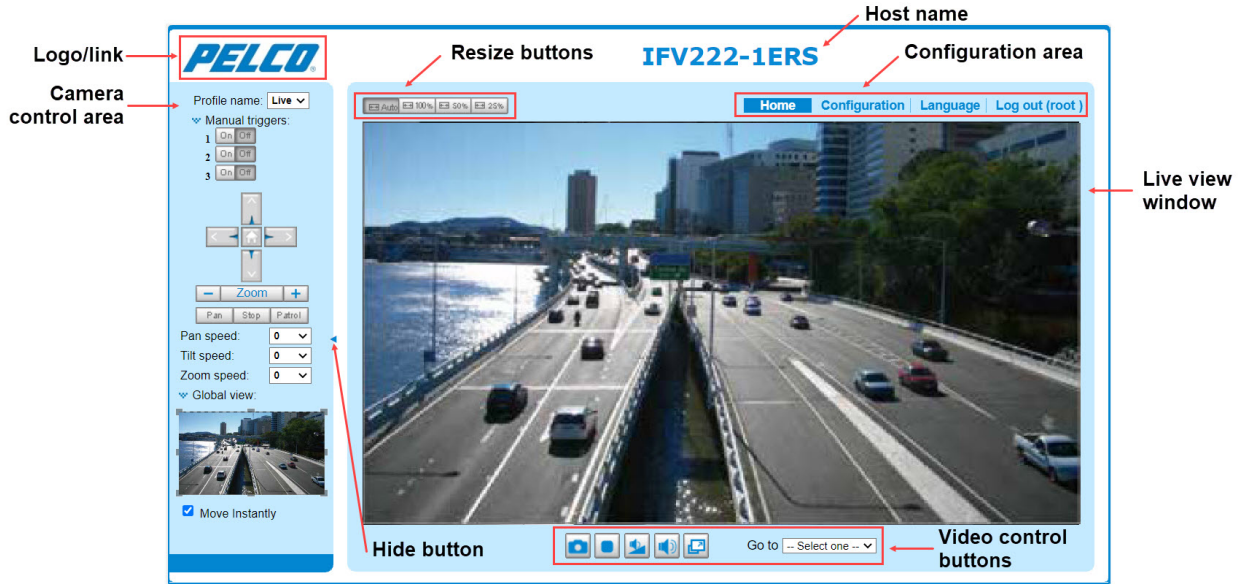 Host name
Logo/link
PELCO
Resize buttons
IFV222-1ERS
Configuration area
Camera
control area
Profile name: Live
Manual triggers:
1 On Off
2 On Off
3 On Off
Auto 100% 50% 25%
Home Configuration Language Log out (root )
Live view
window
Zoom
Pan Stop Patrol
Pan speed: 0
Tilt speed: 0
Zoom speed: 0
Global view:
Move Instantly
Hide button
Go to -- Select one --
Video control
buttons